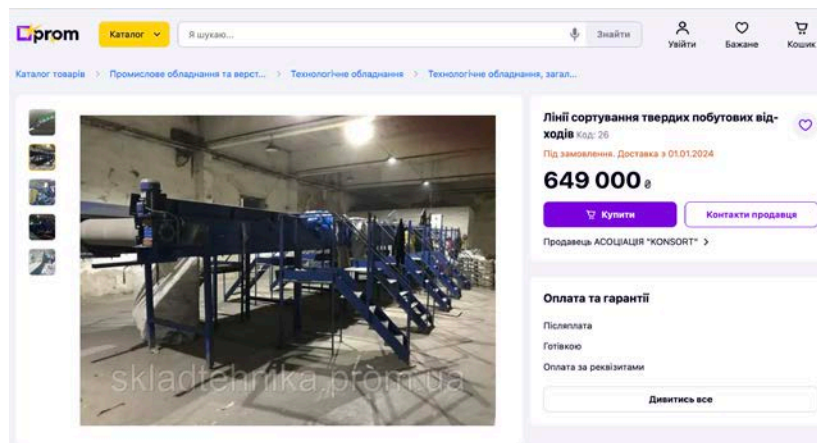 prom
Каталог
Я шукаю...
Знайти
Увійти
Бажане
Кошик
Каталог товарів > Промислове обладнання та верст... > Технологічне обладнання > Технологічне обладнання, загал...
Лінії сортування твердих побутових від-
ходів Код: 26
Під замовлення. Доставка з 01.01.2024
649 000 ₴
Купити
Контакти продавця
Продавець АСОЦІАЦІЯ "KONSORT" >
Оплата та гарантії
Післяплата
Готівкою
Оплата за реквізитами
Дивитись все
skladtehnika.prom.ua